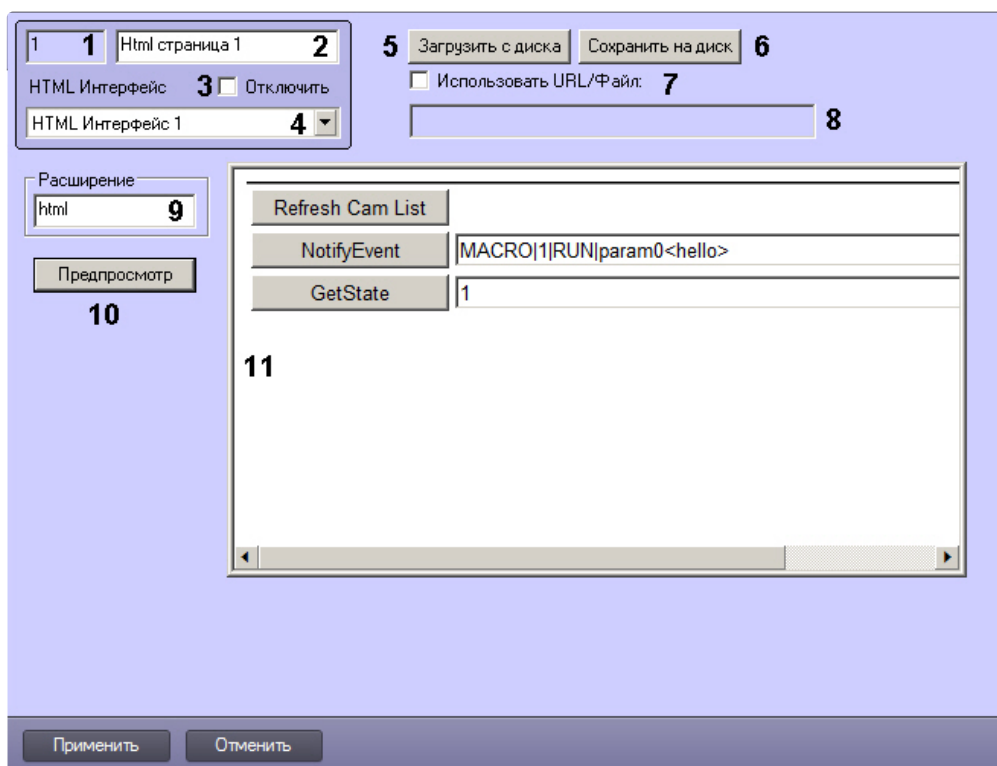 1 1 Html страница 1 2
HTML Интерфейс 3 Отключить
HTML Интерфейс 1 4
5 Загрузить с диска Сохранить на диск 6
Использовать URL/Файл: 7
8
Расширение
html 9
Предпросмотр
10
Refresh Cam List
NotifyEvent MACRO|1|RUN|param0<hello>
GetState 1
11
Применить Отменить